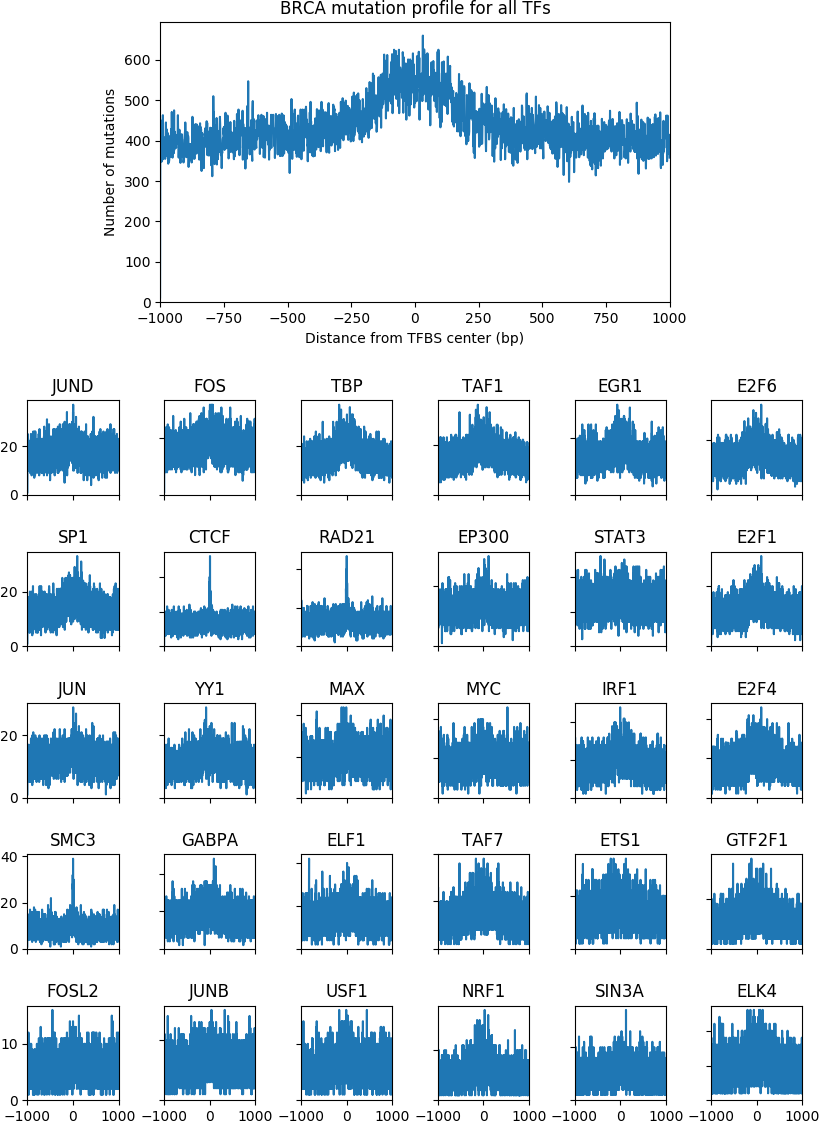 BRCA mutation profile for all TFs
600
500
400
300
200
100
0
Number of mutations
−1000 −750 −500 −250 0 250 500 750 1000
Distance from TFBS center (bp)
JUND FOS TBP TAF1 EGR1 E2F6
20
0
SP1 CTCF RAD21 EP300 STAT3 E2F1
20
0
JUN YY1 MAX MYC IRF1 E2F4
20
0
SMC3 GABPA ELF1 TAF7 ETS1 GTF2F1
40
20
0
FOSL2 JUNB USF1 NRF1 SIN3A ELK4
10
0
−1000 0 1000 −1000 0 1000 −1000 0 1000 −1000 0 1000 −1000 0 1000 −1000 0 1000